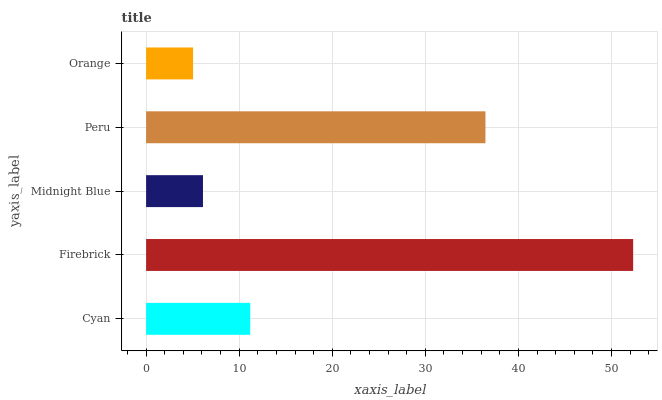 title
Orange
Peru
Midnight Blue
Firebrick
Cyan
yaxis_label
0 10 20 30 40 50
xaxis_label